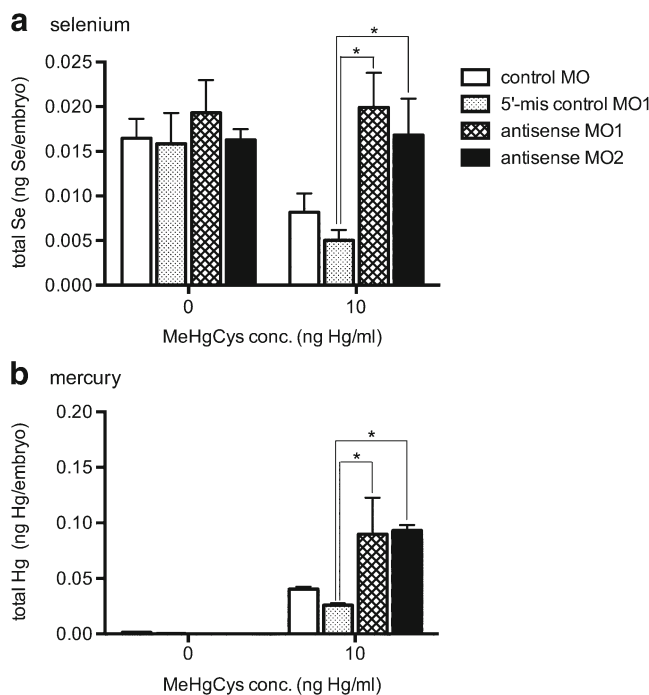 a selenium
* 
*
0.025
0.020
0.015
0.010
0.005
0.000
total Se (ng Se/embryo)
0 10
MeHgCys conc. (ng Hg/ml)
control MO
5'-mis control MO1
antisense MO1
antisense MO2
b mercury
*
*
0.20
0.15
0.10
0.05
0.00
total Hg (ng Hg/embryo)
0 10
MeHgCys conc. (ng Hg/ml)